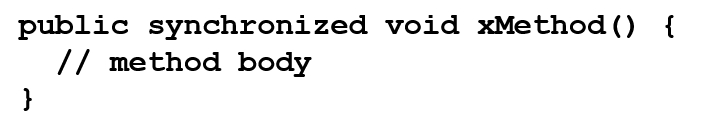 public synchronized void xMethod() {
  // method body
}